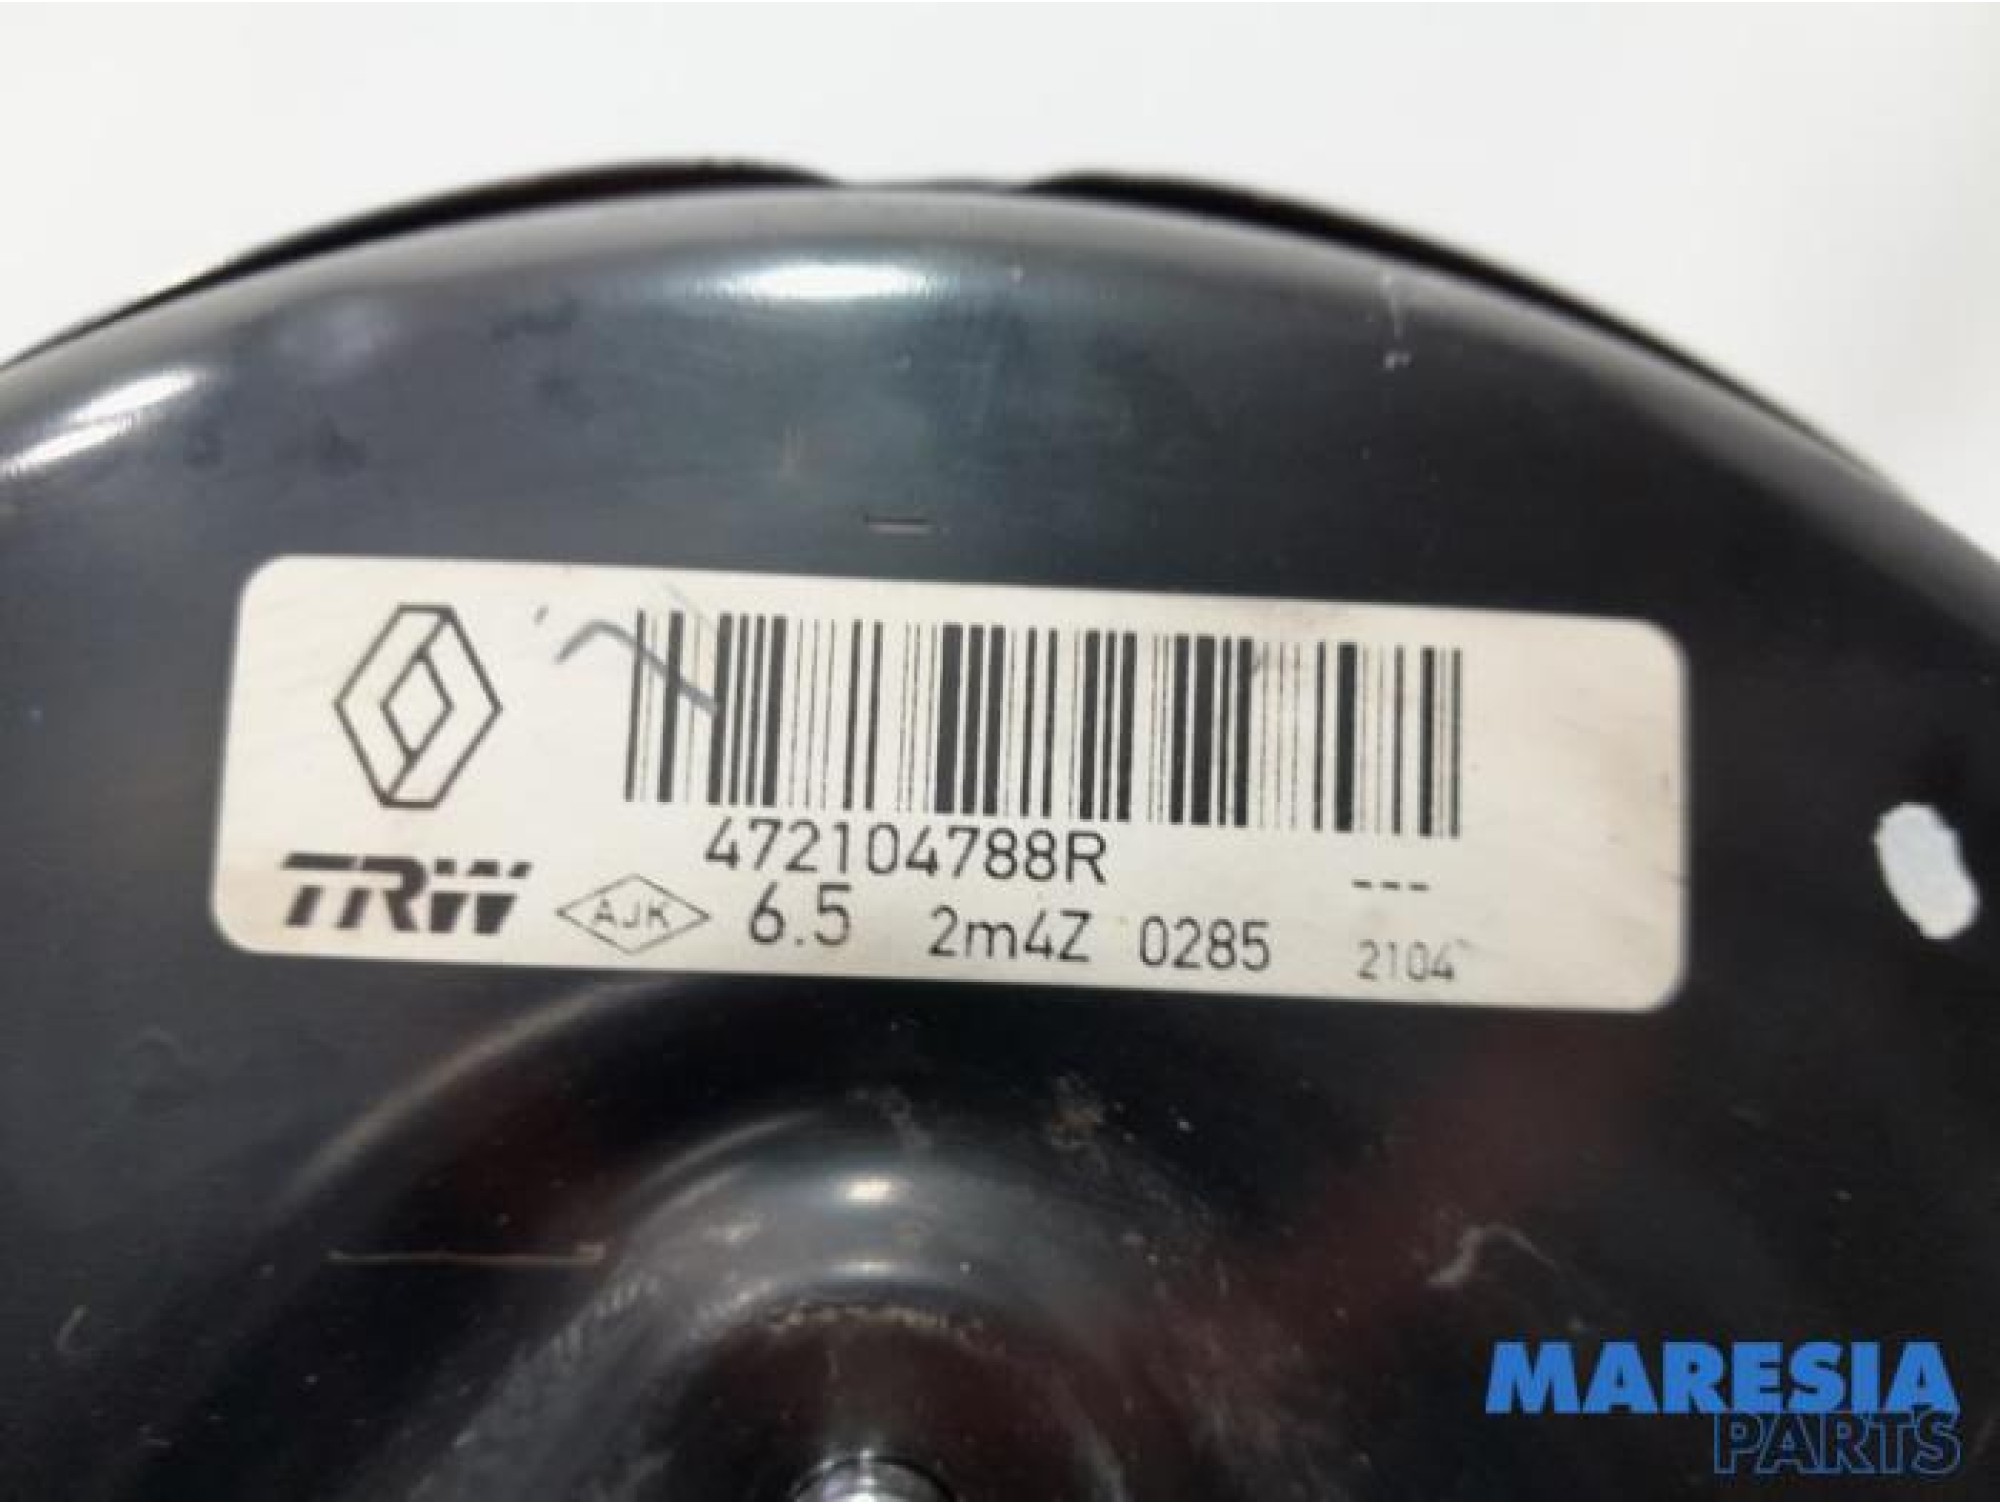 472104788R
TRW AJK 6.5 2m4Z 0285 ---
2104
MARESIA
PARTS